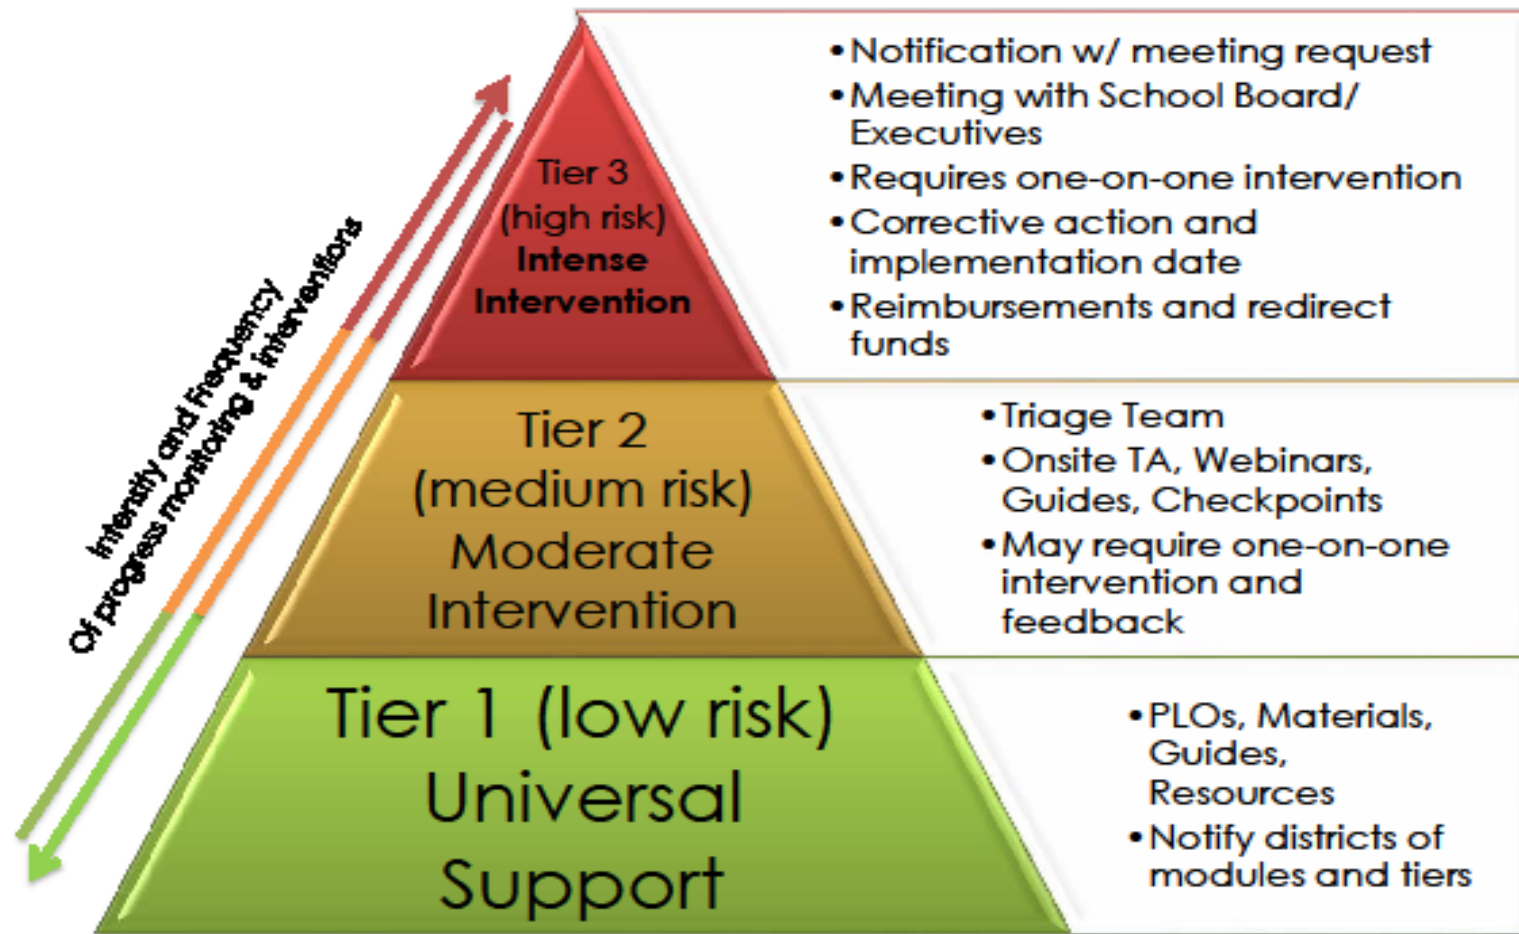 Intensity and Frequency
Of progress monitoring & interventions
Tier 3
(high risk)
Intense
Intervention
•Notification w/ meeting request
•Meeting with School Board/
Executives
•Requires one-on-one intervention
•Corrective action and
implementation date
•Reimbursements and redirect
funds
Tier 2
(medium risk)
Moderate
Intervention
•Triage Team
•Onsite TA, Webinars,
Guides, Checkpoints
•May require one-on-one
intervention and
feedback
Tier 1 (low risk)
Universal
Support
•PLOs, Materials,
Guides,
Resources
•Notify districts of
modules and tiers